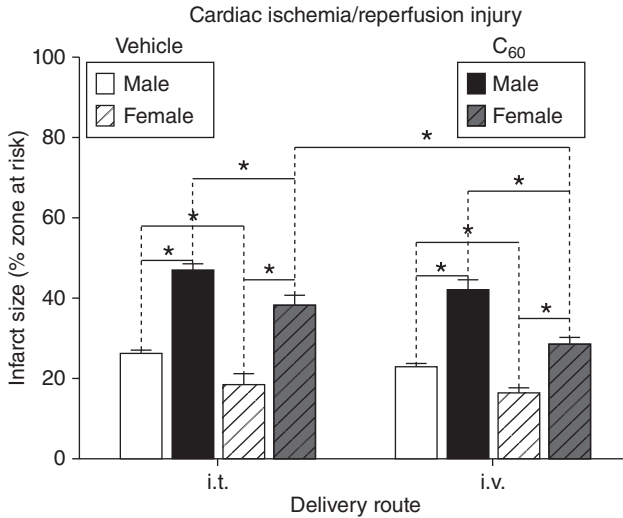 Cardiac ischemia/reperfusion injury
Vehicle
Male
Female
C₆₀
Male
Female
Infarct size (% zone at risk)
100
80
60
40
20
0
*
*
*
*
*
*
*
*
*
i.t.
i.v.
Delivery route